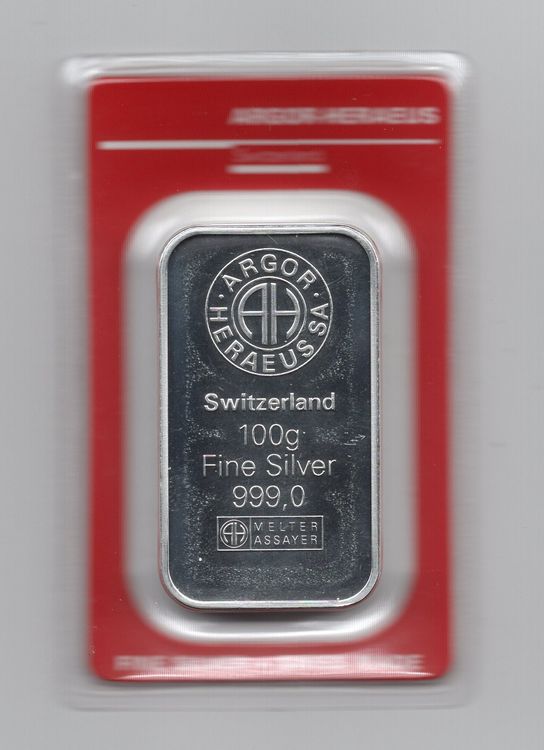 ARGOR-HERAEUS
· ARGOR · HERAEUS SA
AH
Switzerland
100g
Fine Silver
999,0
AH MELTER
ASSAYER